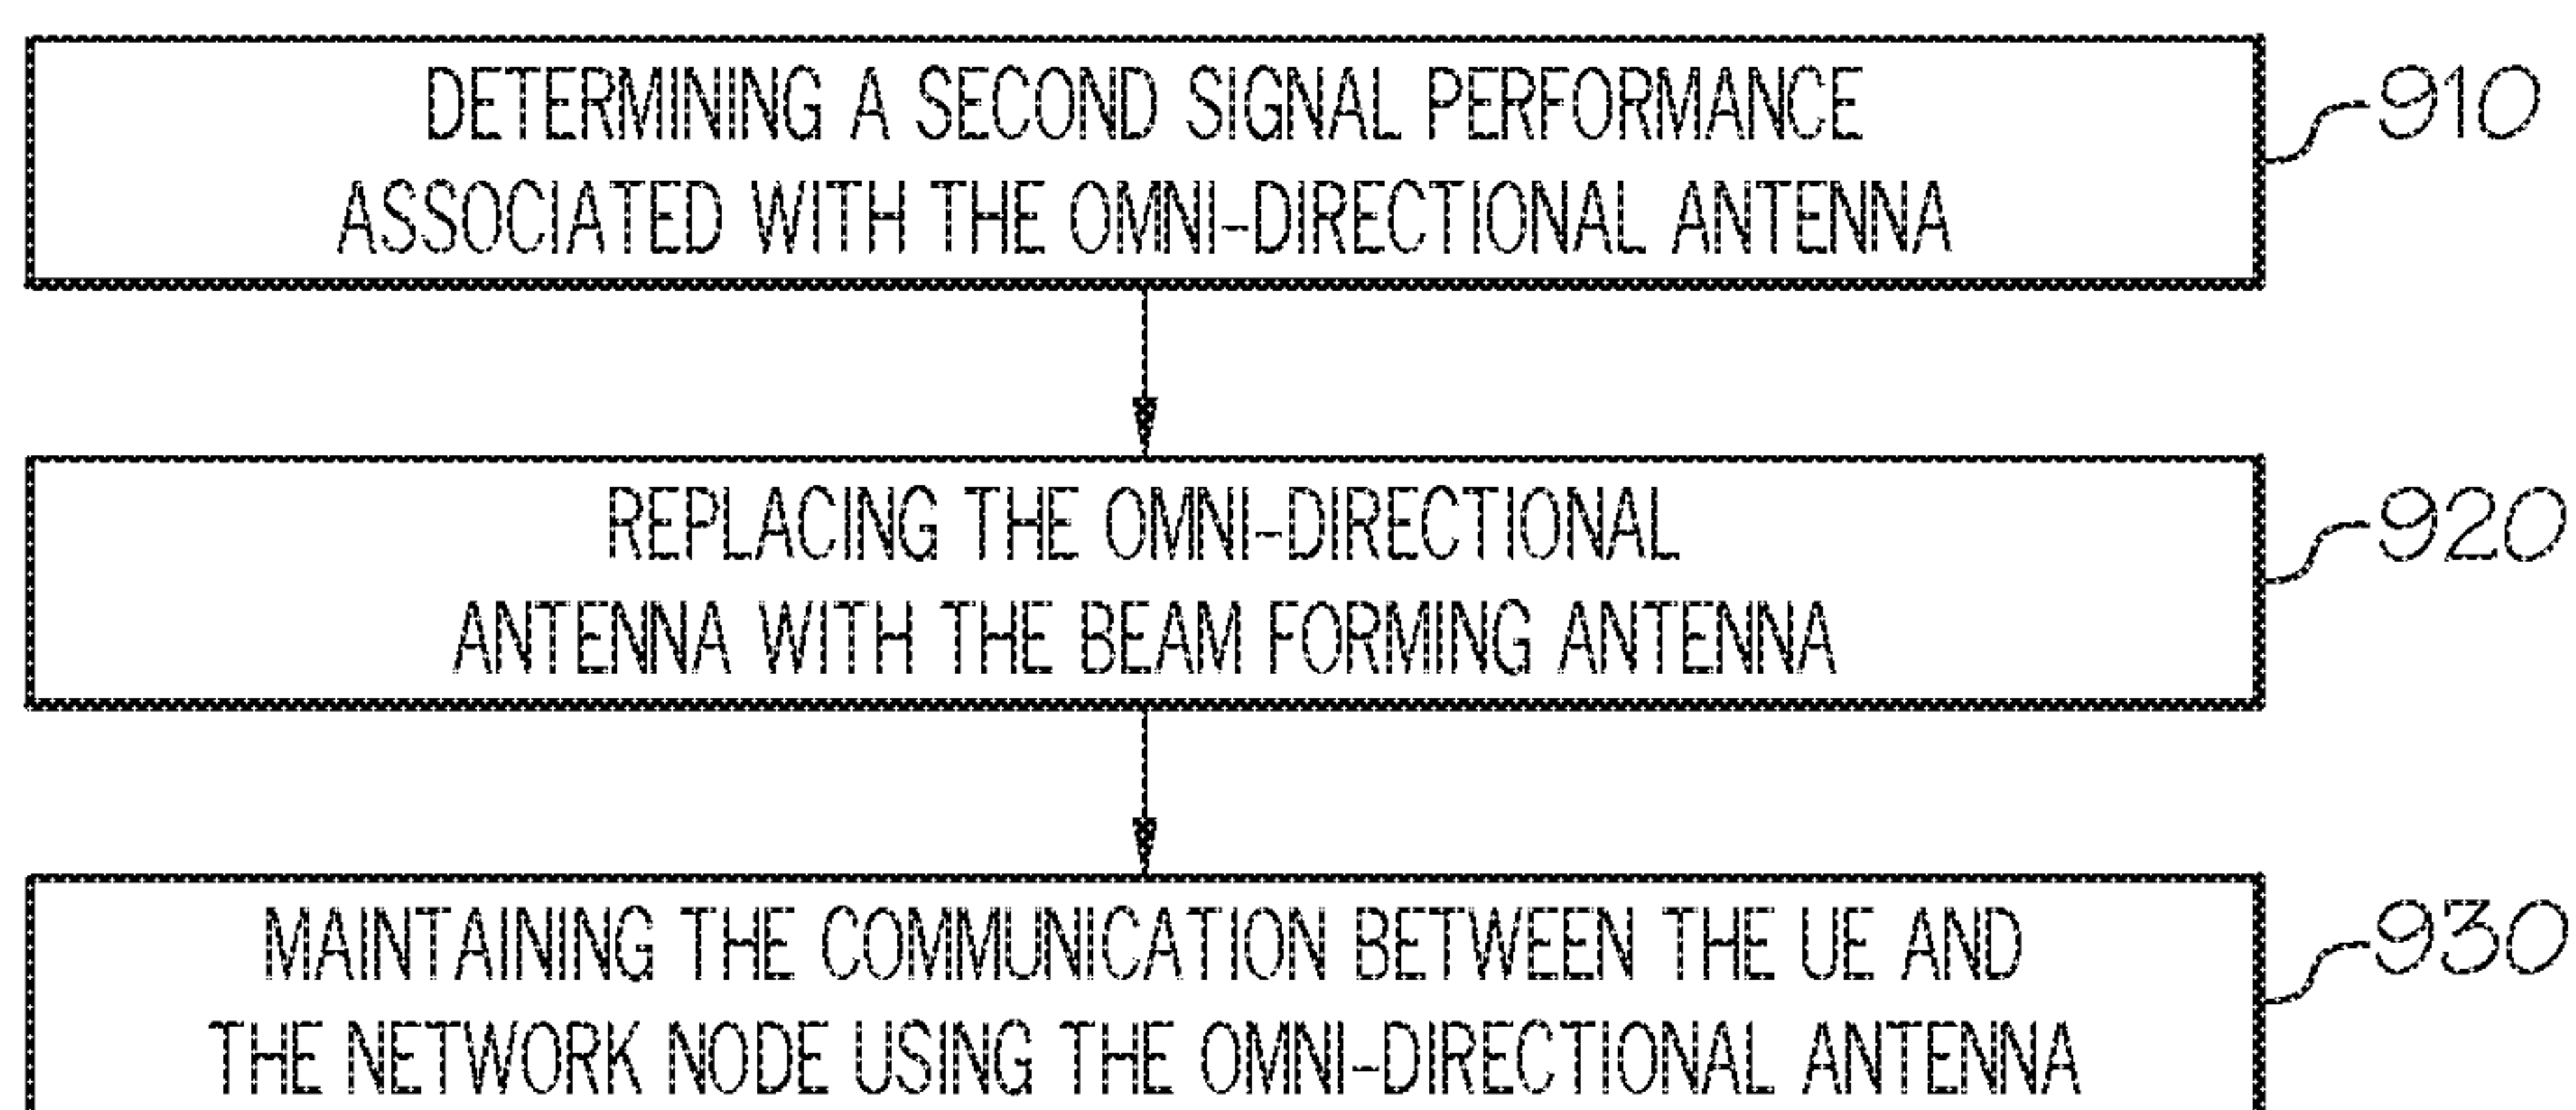 DETERMINING A SECOND SIGNAL PERFORMANCE
ASSOCIATED WITH THE OMNI-DIRECTIONAL ANTENNA
910
REPLACING THE OMNI-DIRECTIONAL
ANTENNA WITH THE BEAM FORMING ANTENNA
920
MAINTAINING THE COMMUNICATION BETWEEN THE UE AND
THE NETWORK NODE USING THE OMNI-DIRECTIONAL ANTENNA
930